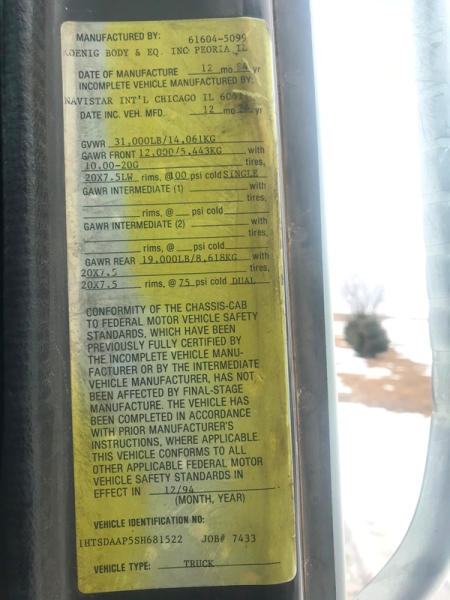 MANUFACTURED BY: 61604-5099
KOENIG BODY & EQ. INC PEORIA IL
DATE OF MANUFACTURE 12 mo 94 yr
INCOMPLETE VEHICLE MANUFACTURED BY:
NAVISTAR INT'L CHICAGO IL
DATE INC. VEH. MFD. 12 mo yr
GVWR 31,000LB/14,061KG
GAWR FRONT 12,000/5,443KG with
10.00-20G tires,
20X7.5LW rims, @100 psi cold SINGLE
GAWR INTERMEDIATE (1) with
tires,
rims, @ psi cold
GAWR INTERMEDIATE (2) with
tires,
rims, @ psi cold
GAWR REAR 19,000LB/8,618KG with
20X7.5 tires,
20X7.5 rims, @ 75 psi cold DUAL
CONFORMITY OF THE CHASSIS-CAB
TO FEDERAL MOTOR VEHICLE SAFETY
STANDARDS, WHICH HAVE BEEN
PREVIOUSLY FULLY CERTIFIED BY
THE INCOMPLETE VEHICLE MANU-
FACTURER OR BY THE INTERMEDIATE
VEHICLE MANUFACTURER, HAS NOT
BEEN AFFECTED BY FINAL-STAGE
MANUFACTURE. THE VEHICLE HAS
BEEN COMPLETED IN ACCORDANCE
WITH PRIOR MANUFACTURER'S
INSTRUCTIONS, WHERE APPLICABLE.
THIS VEHICLE CONFORMS TO ALL
OTHER APPLICABLE FEDERAL MOTOR
VEHICLE SAFETY STANDARDS IN
EFFECT IN 12/94
(MONTH, YEAR)
VEHICLE IDENTIFICATION NO:
1HTSDAAP5SH681522 JOB# 7433
VEHICLE TYPE: TRUCK